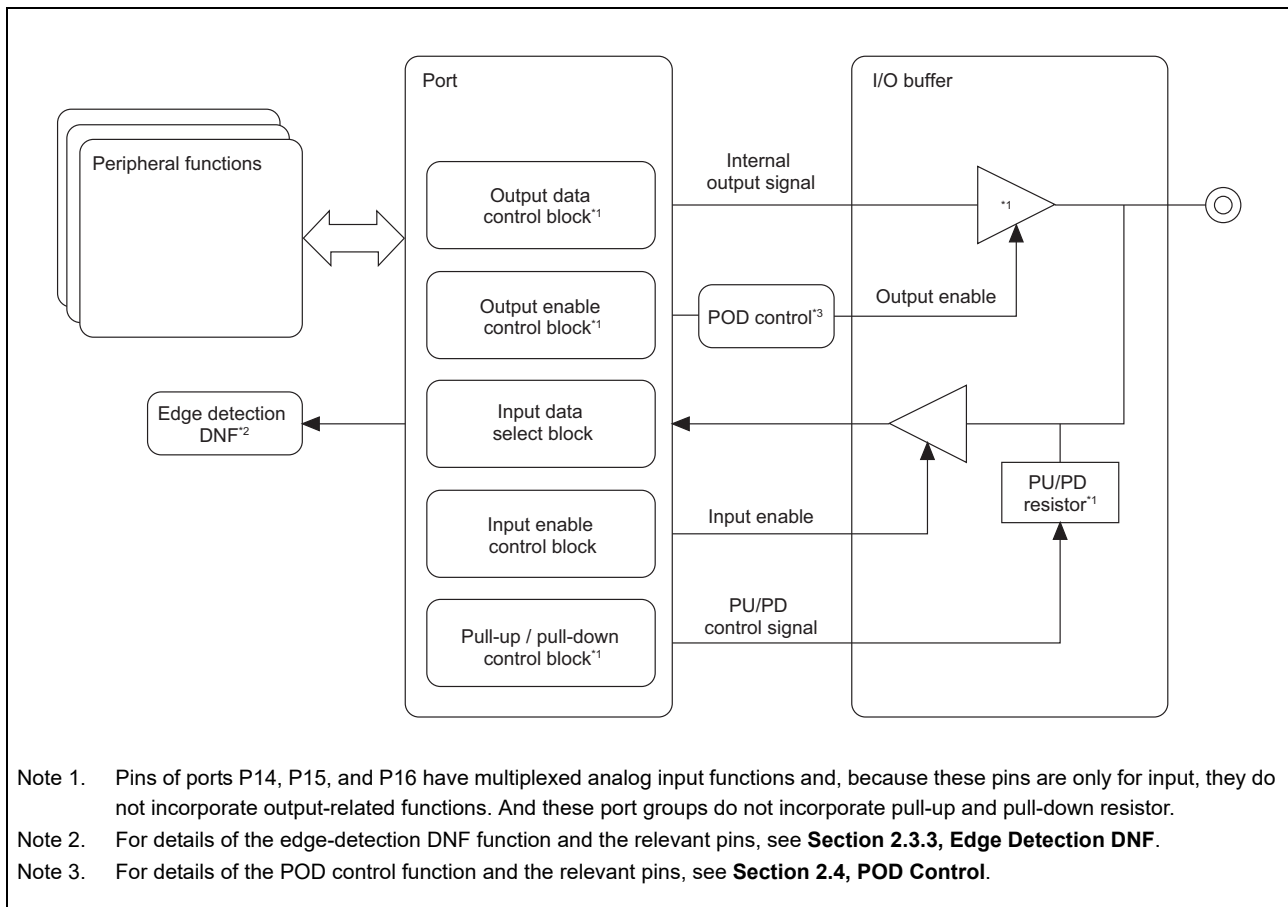 Port
I/O buffer
Peripheral functions
Output data
control block*1
Internal
output signal
*1
Output enable
control block*1
POD control*3
Output enable
Edge detection
DNF*2
Input data
select block
PU/PD
resistor*1
Input enable
control block
Input enable
Pull-up / pull-down
control block*1
PU/PD
control signal
Note 1. Pins of ports P14, P15, and P16 have multiplexed analog input functions and, because these pins are only for input, they do
not incorporate output-related functions. And these port groups do not incorporate pull-up and pull-down resistor.
Note 2. For details of the edge-detection DNF function and the relevant pins, see Section 2.3.3, Edge Detection DNF.
Note 3. For details of the POD control function and the relevant pins, see Section 2.4, POD Control.